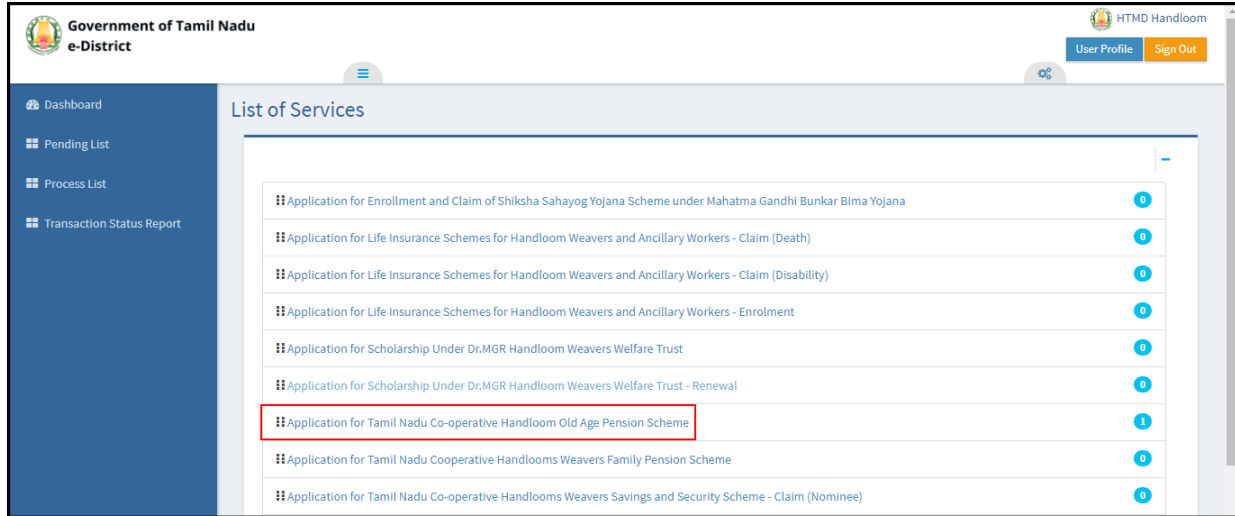 Government of Tamil Nadu
e-District
HTMD Handloom
User Profile
Sign Out
Dashboard
Pending List
Process List
Transaction Status Report
List of Services
Application for Enrollment and Claim of Shiksha Sahayog Yojana Scheme under Mahatma Gandhi Bunkar Bima Yojana 0
Application for Life Insurance Schemes for Handloom Weavers and Ancillary Workers - Claim (Death) 0
Application for Life Insurance Schemes for Handloom Weavers and Ancillary Workers - Claim (Disability) 0
Application for Life Insurance Schemes for Handloom Weavers and Ancillary Workers - Enrolment 0
Application for Scholarship Under Dr.MGR Handloom Weavers Welfare Trust 0
Application for Scholarship Under Dr.MGR Handloom Weavers Welfare Trust - Renewal 0
Application for Tamil Nadu Co-operative Handloom Old Age Pension Scheme 1
Application for Tamil Nadu Cooperative Handlooms Weavers Family Pension Scheme 0
Application for Tamil Nadu Co-operative Handlooms Weavers Savings and Security Scheme - Claim (Nominee) 0